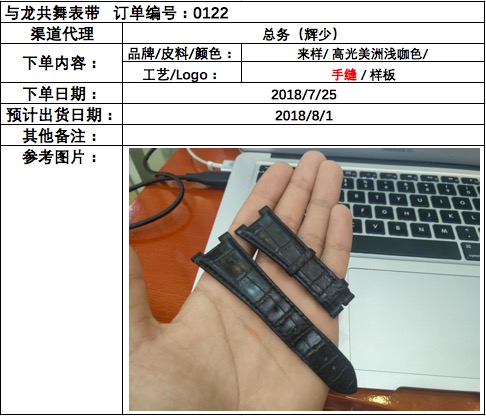 与龙共舞表带 订单编号：0122
渠道代理 总务（辉少）
下单内容： 品牌/皮料/颜色： 来样/ 高光美洲浅咖色/
工艺/Logo： 手缝 / 样板
下单日期： 2018/7/25
预计出货日期： 2018/8/1
其他备注：
参考图片：